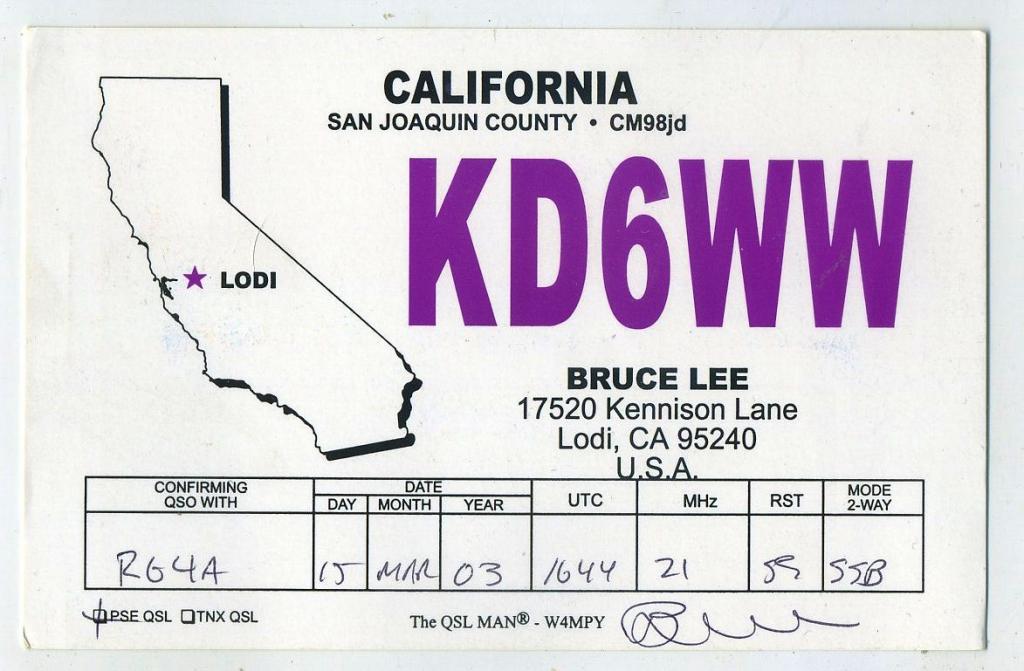 CALIFORNIA
SAN JOAQUIN COUNTY • CM98jd
KD6WW
LODI
BRUCE LEE
17520 Kennison Lane
Lodi, CA 95240
U.S.A.
CONFIRMING QSO WITH DATE DAY MONTH YEAR UTC MHz RST MODE 2-WAY
RG4A 15 MAR 03 1644 21 59 SSB
PSE QSL TNX QSL The QSL MAN® - W4MPY